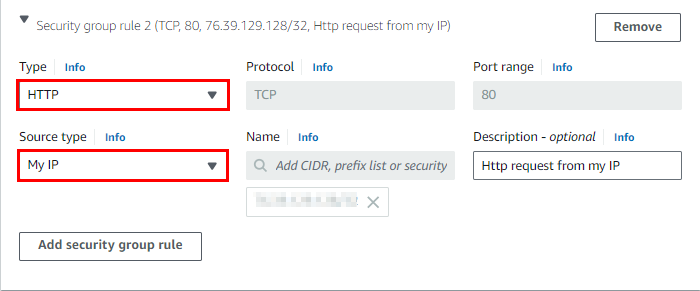 Security group rule 2 (TCP, 80, 76.39.129.128/32, Http request from my IP)
Remove
Type Info Protocol Info Port range Info
HTTP TCP 80
Source type Info Name Info Description - optional Info
My IP Add CIDR, prefix list or security Http request from my IP
Add security group rule